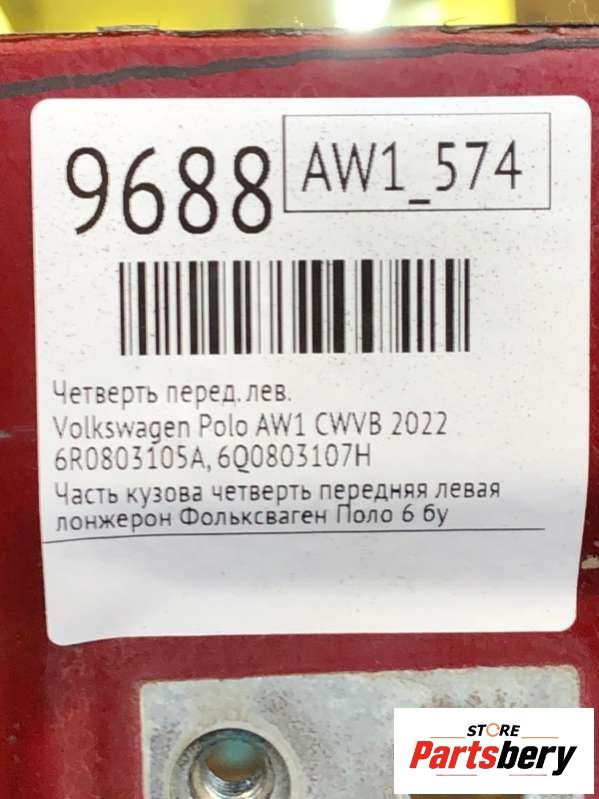 9688
AW1_574
Четверть перед. лев.
Volkswagen Polo AW1 CWVB 2022
6R0803105A, 6Q0803107H
Часть кузова четверть передняя левая
лонжерон Фольксваген Поло 6 бу
STORE
Partsbery